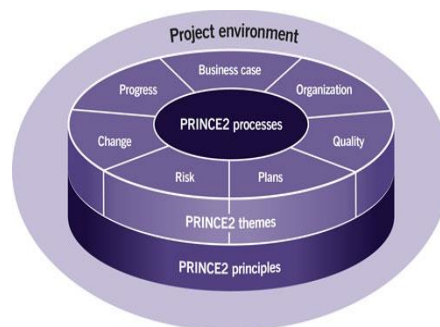 Project environment
Business case
Progress
Organization
PRINCE2 processes
Change
Quality
Risk
Plans
PRINCE2 themes
PRINCE2 principles